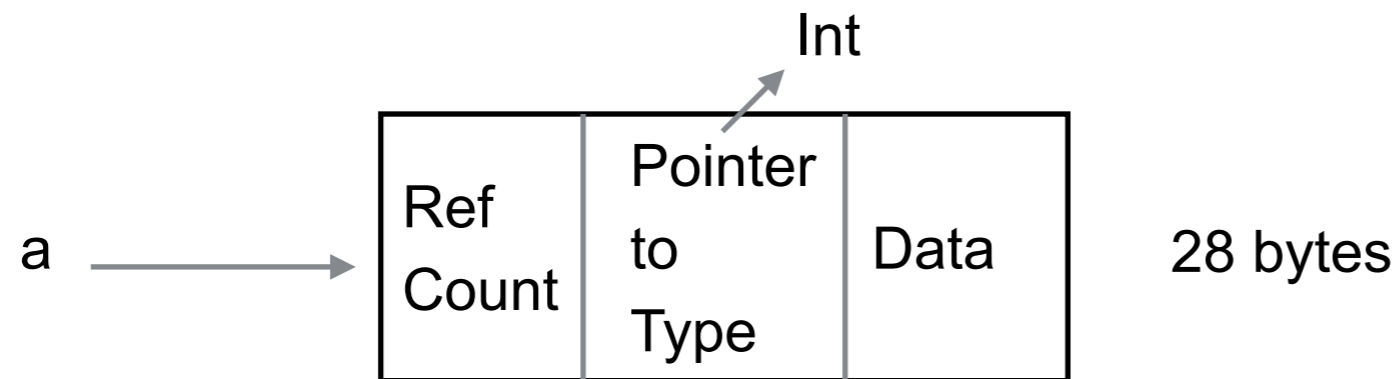 Int
a
Ref
Count
Pointer
to
Type
Data
28 bytes